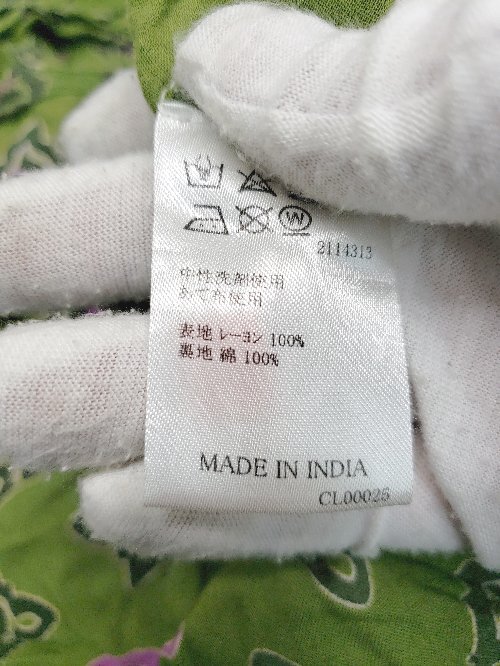 W
2114313
中性洗剤使用
あて布使用
表地 レーヨン 100%
裏地 綿 100%
MADE IN INDIA
CL00025